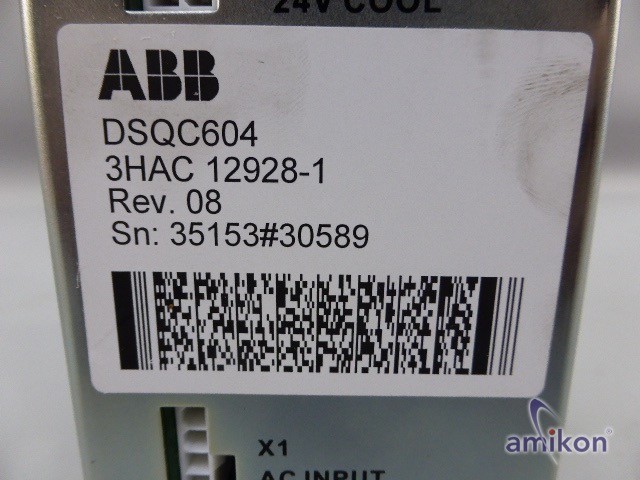 24V COOL
ABB
DSQC604
3HAC 12928-1
Rev. 08
Sn: 35153#30589
X1
AC INPUT
amikon